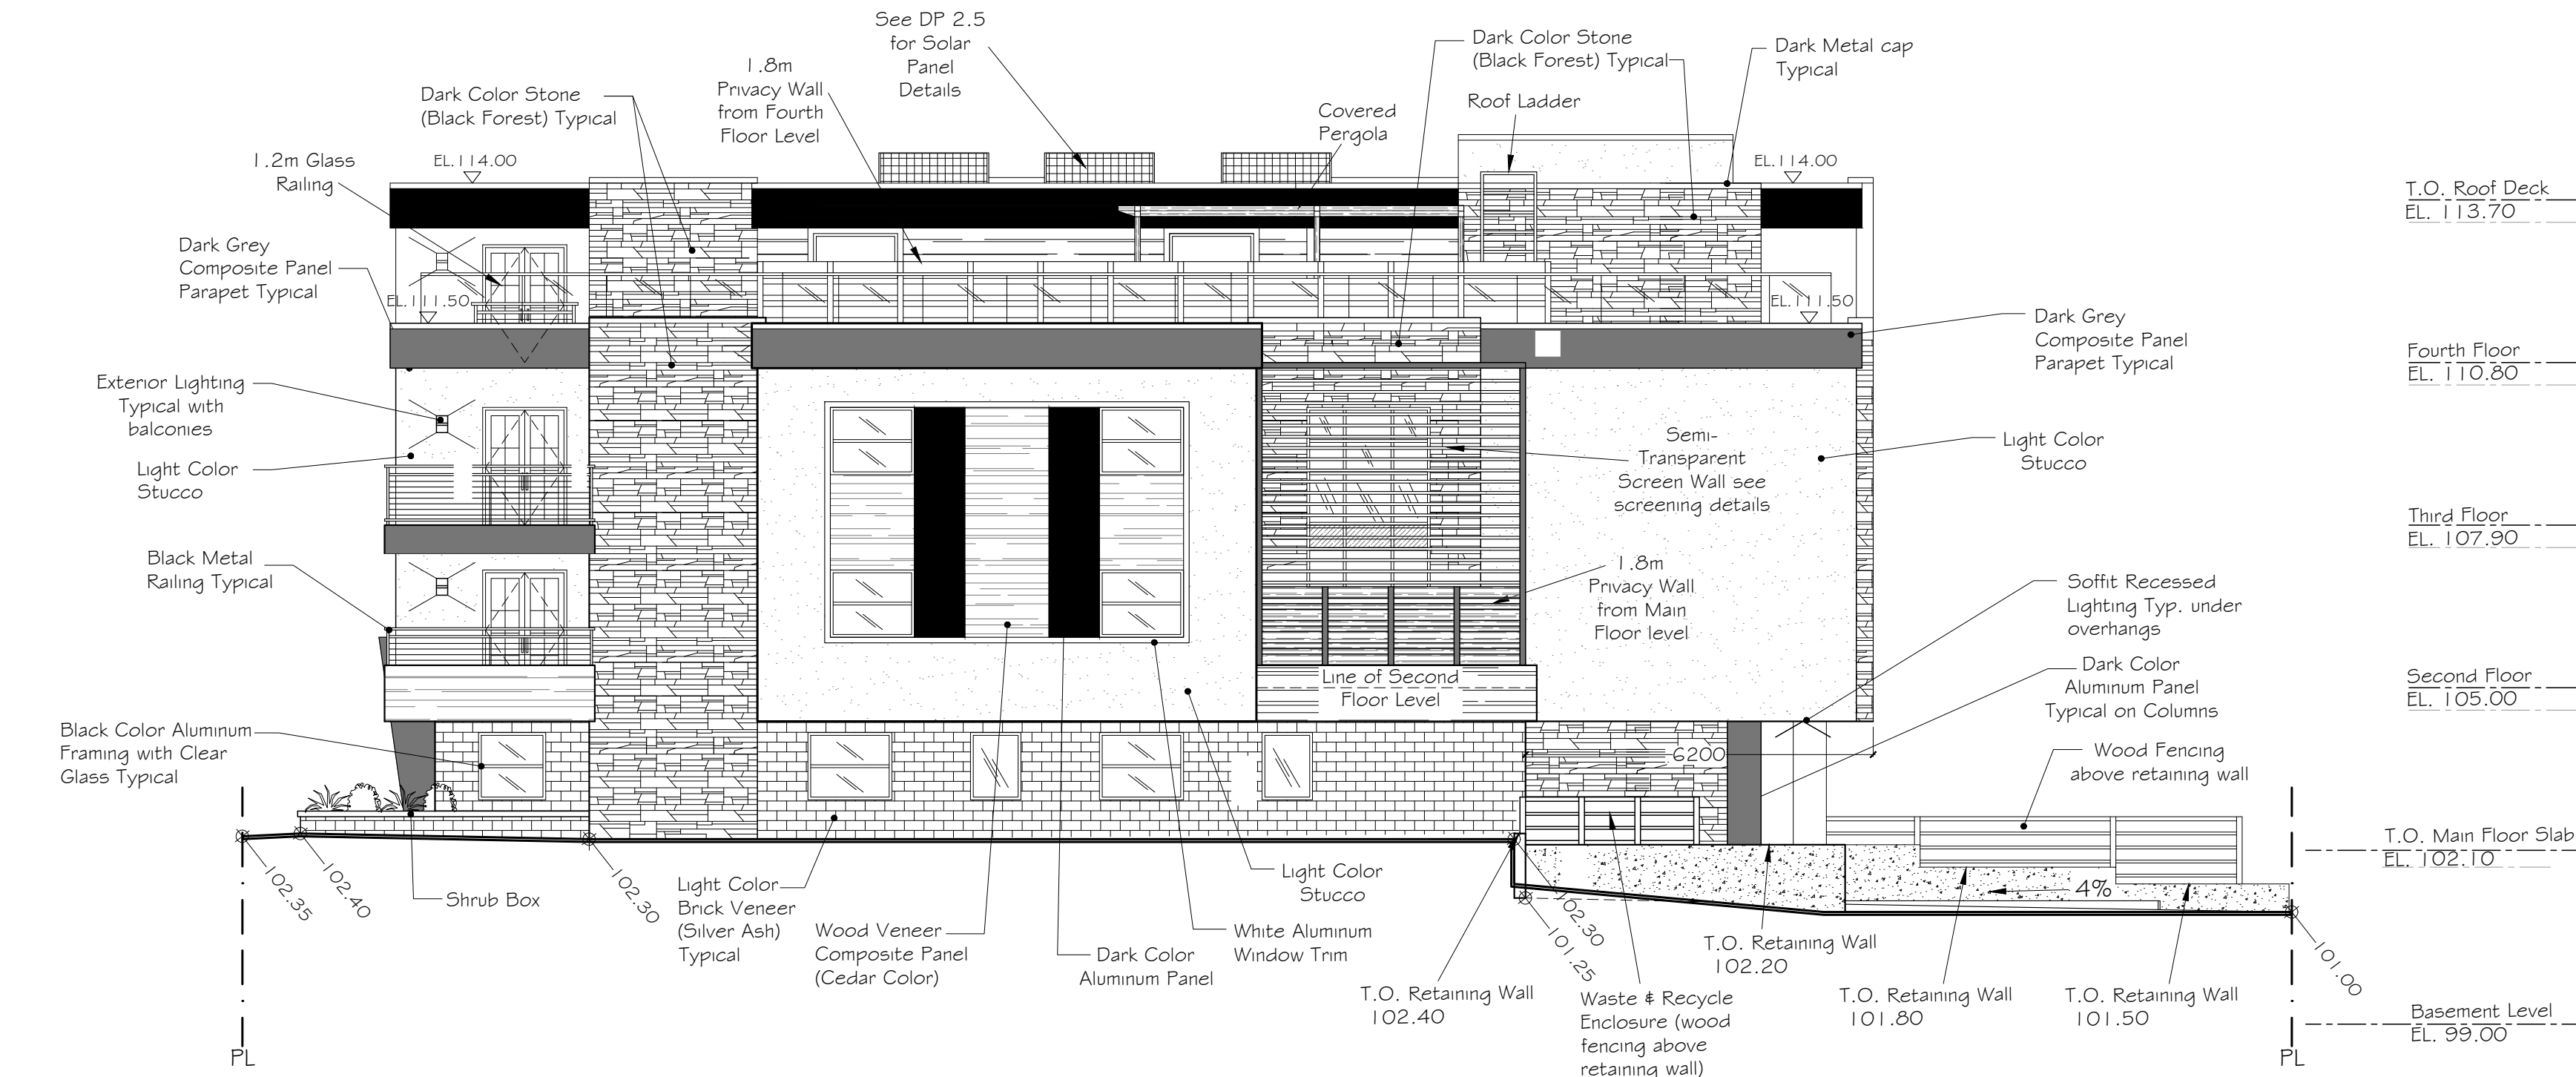 See DP 2.5
for Solar
Panel
Details
1.8m
Privacy Wall
from Fourth
Floor Level
Dark Color Stone
(Black Forest) Typical
Dark Metal cap
Typical
Roof Ladder
Covered
Pergola
Dark Color Stone
(Black Forest) Typical
1.2m Glass
Railing
EL.114.00
EL.114.00
T.O. Roof Deck
EL. 113.70
Dark Grey
Composite Panel
Parapet Typical
EL.111.50
EL.111.50
Dark Grey
Composite Panel
Parapet Typical
Fourth Floor
EL. 110.80
Exterior Lighting
Typical with
balconies
Light Color
Stucco
Semi-
Transparent
Screen Wall see
screening details
Light Color
Stucco
Third Floor
EL. 107.90
Black Metal
Railing Typical
1.8m
Privacy Wall
from Main
Floor level
Soffit Recessed
Lighting Typ. under
overhangs
Line of Second
Floor Level
Dark Color
Aluminum Panel
Typical on Columns
Second Floor
EL. 105.00
Black Color Aluminum
Framing with Clear
Glass Typical
6200
Wood Fencing
above retaining wall
T.O. Main Floor Slab
EL. 102.10
102.35
102.40
Shrub Box
102.30
Light Color
Brick Veneer
(Silver Ash)
Typical
Wood Veneer
Composite Panel
(Cedar Color)
Dark Color
Aluminum Panel
White Aluminum
Window Trim
Light Color
Stucco
102.30
101.25
4%
T.O. Retaining Wall
102.40
Waste & Recycle
Enclosure (wood
fencing above
retaining wall)
T.O. Retaining Wall
102.20
T.O. Retaining Wall
101.80
T.O. Retaining Wall
101.50
101.00
Basement Level
EL. 99.00
PL
PL